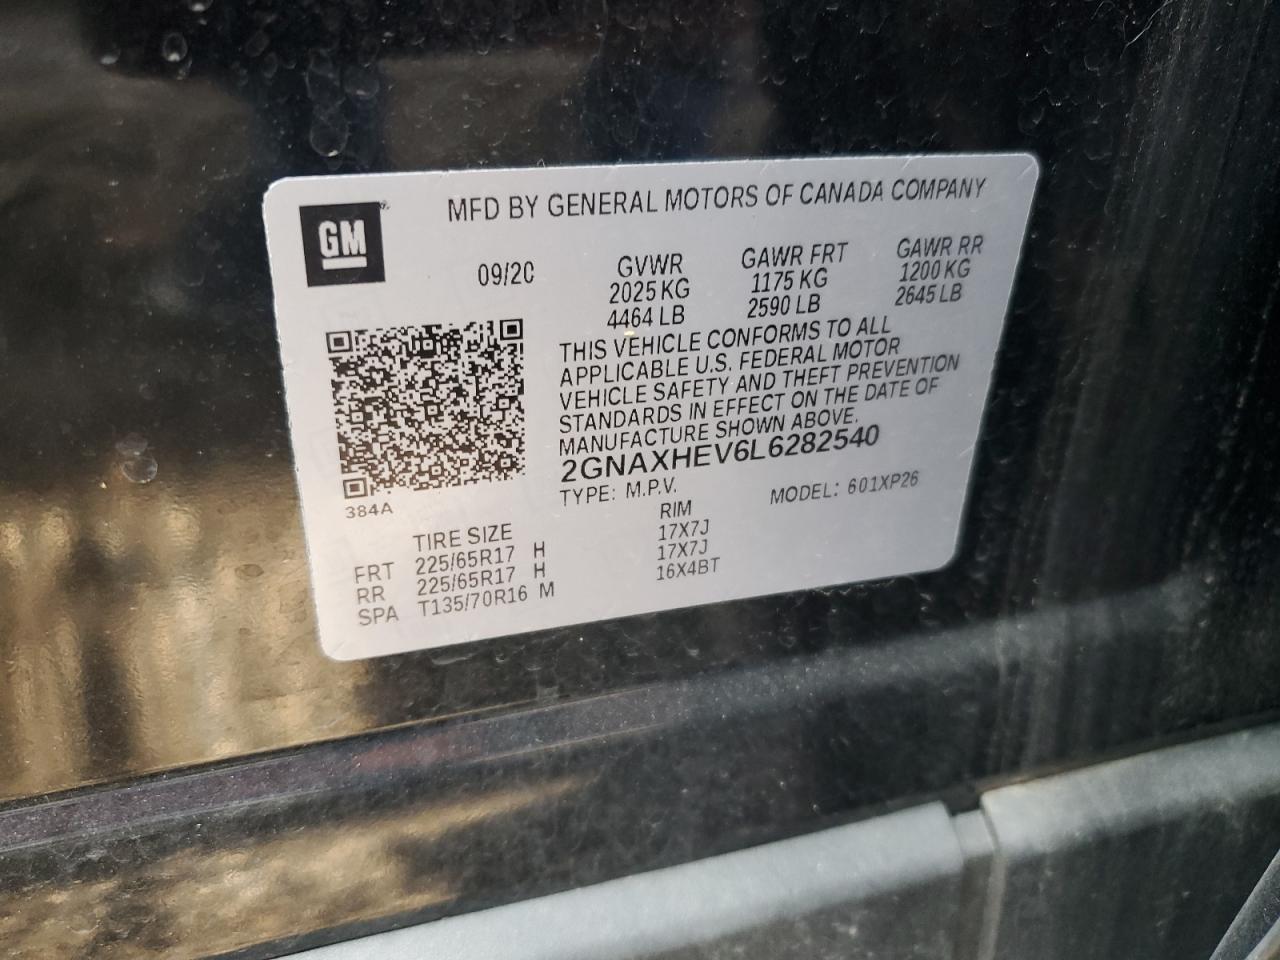 GM
MFD BY GENERAL MOTORS OF CANADA COMPANY
09/20
GVWR
2025 KG
4464 LB
GAWR FRT
1175 KG
2590 LB
GAWR RR
1200 KG
2645 LB
THIS VEHICLE CONFORMS TO ALL
APPLICABLE U.S. FEDERAL MOTOR
VEHICLE SAFETY AND THEFT PREVENTION
STANDARDS IN EFFECT ON THE DATE OF
MANUFACTURE SHOWN ABOVE.
2GNAXHEV6L6282540
TYPE: M.P.V. MODEL: 601XP26
384A
TIRE SIZE RIM
FRT 225/65R17 H 17X7J
RR 225/65R17 H 17X7J
SPA T135/70R16 M 16X4BT